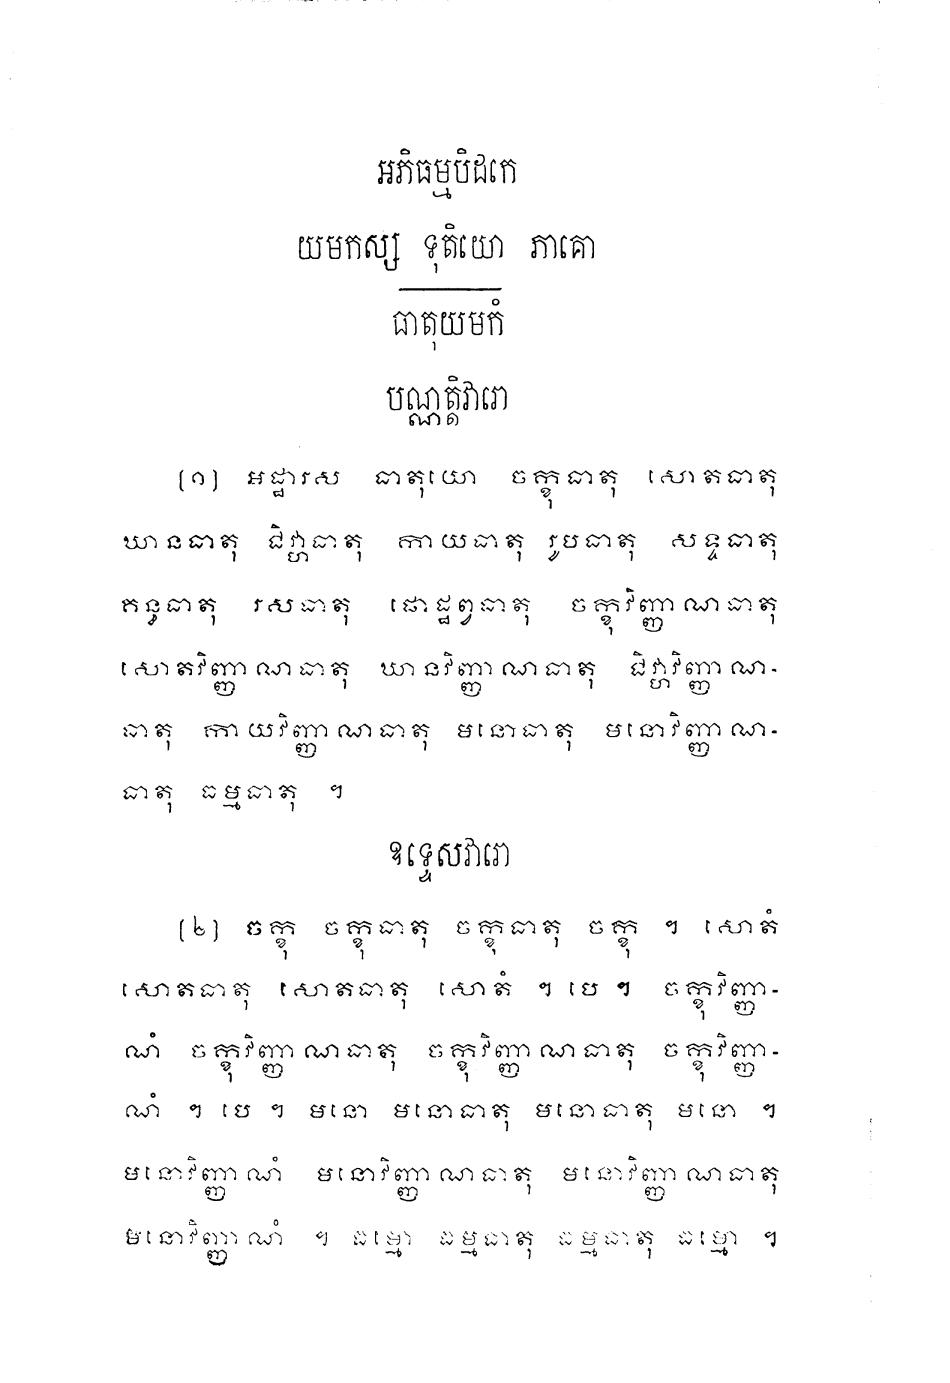 អភិធម្មបិដកេ
យមកស្ស ទុតិយោ ភាគោ
ធាតុយមកំ
បណ្ណត្តិវារោ
(១) អដ្ឋារស ធាតុយោ ចក្ខុធាតុ សោតធាតុ
ឃានធាតុ ជិវ្ហាធាតុ កាយធាតុ រូបធាតុ សទ្ទធាតុ
គន្ធធាតុ រសធាតុ ផោដ្ឋព្វធាតុ ចក្ខុវិញ្ញាណធាតុ
សោតវិញ្ញាណធាតុ ឃានវិញ្ញាណធាតុ ជិវ្ហាវិញ្ញាណ-
ធាតុ កាយវិញ្ញាណធាតុ មនោធាតុ មនោវិញ្ញាណ-
ធាតុ ធម្មធាតុ ។
ឧទ្ទេសវារោ
(២) ចក្ខុ ចក្ខុធាតុ ចក្ខុធាតុ ចក្ខុ ។ សោតំ
សោតធាតុ សោតធាតុ សោតំ ។ បេ ។ ចក្ខុវិញ្ញា-
ណំ ចក្ខុវិញ្ញាណធាតុ ចក្ខុវិញ្ញាណធាតុ ចក្ខុវិញ្ញា-
ណំ ។ បេ ។ មនោ មនោធាតុ មនោធាតុ មនោ ។
មនោវិញ្ញាណំ មនោវិញ្ញាណធាតុ មនោវិញ្ញាណធាតុ
មនោវិញ្ញាណំ ។ ធម្មោ ធម្មធាតុ ធម្មធាតុ ធម្មោ ។